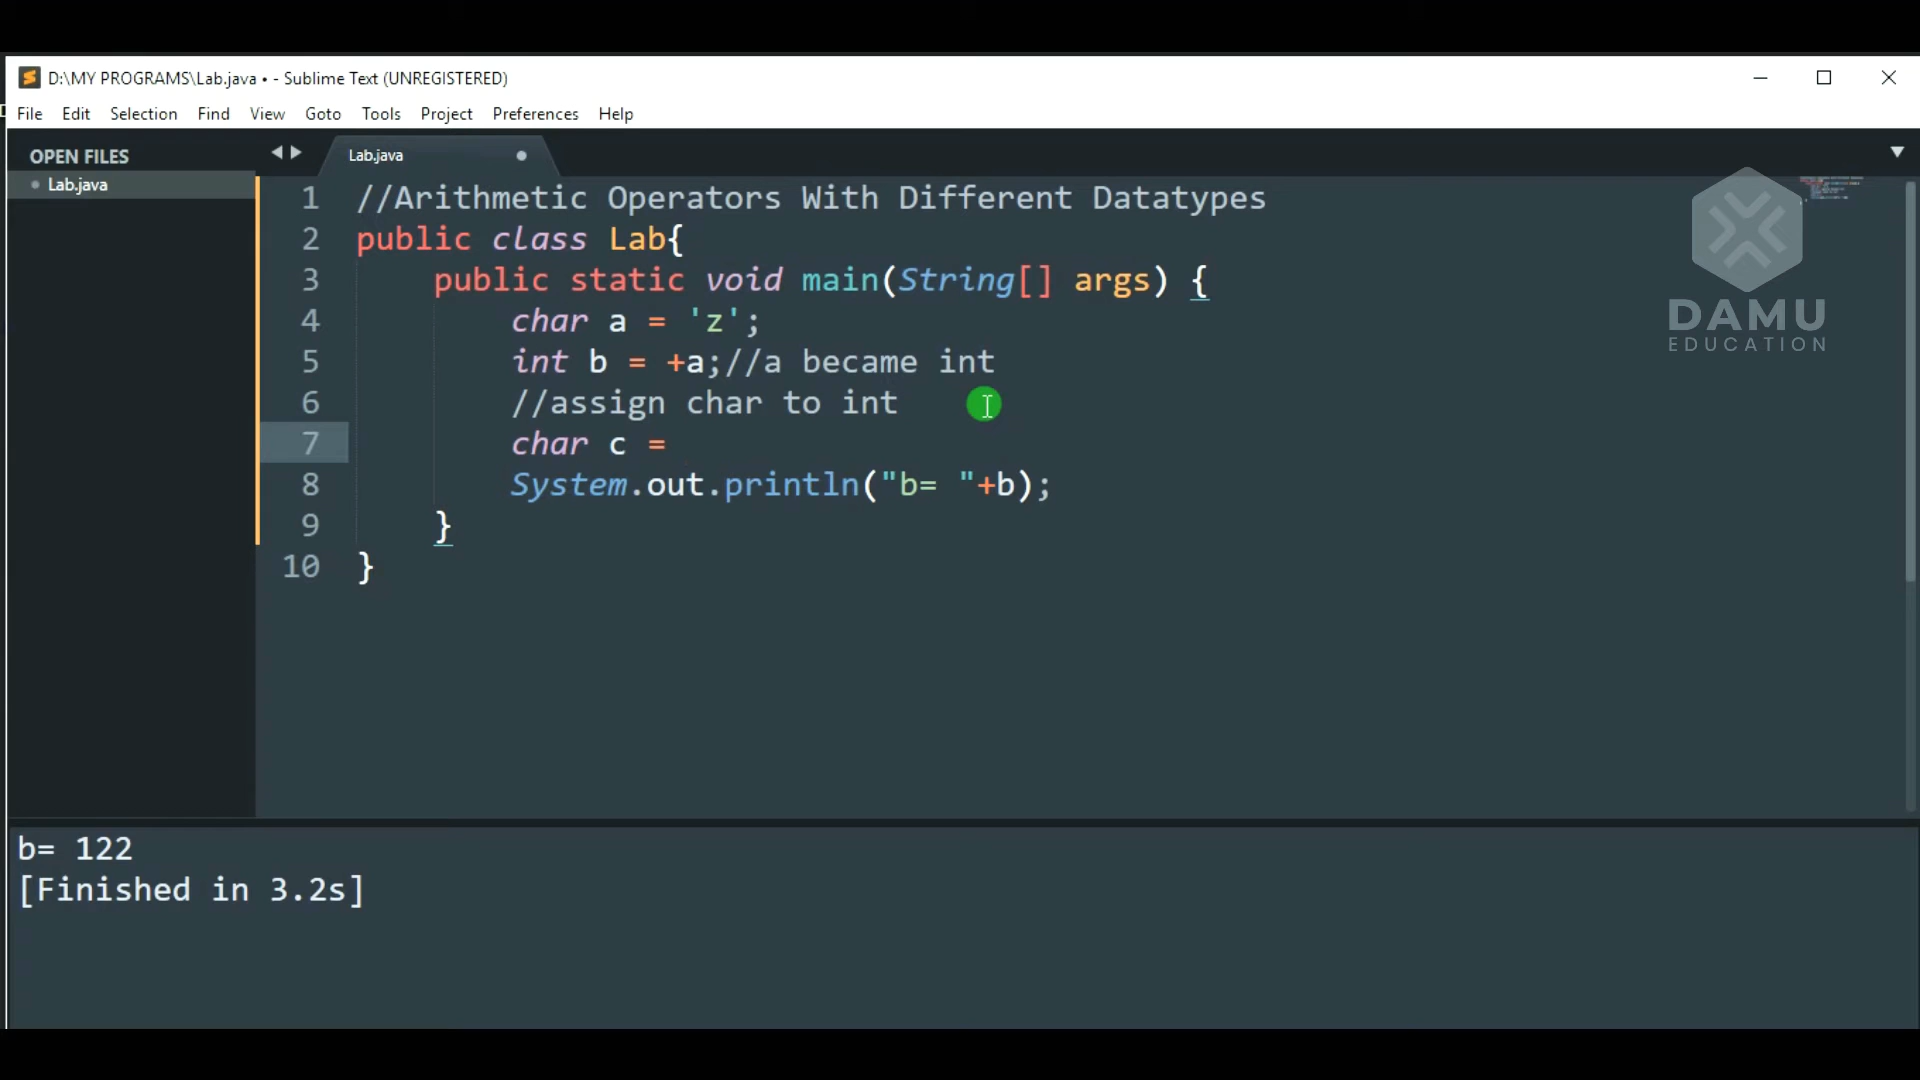 D:\MY PROGRAMS\Lab.java • - Sublime Text (UNREGISTERED)
File Edit Selection Find View Goto Tools Project Preferences Help
OPEN FILES
Lab.java
Lab.java
1 //Arithmetic Operators With Different Datatypes
2 public class Lab{
3 public static void main(String[] args) {
4 char a = 'z';
5 int b = +a;//a became int
6 //assign char to int
7 char c =
8 System.out.println("b= "+b);
9 }
10 }
DAMU
EDUCATION
b= 122
[Finished in 3.2s]